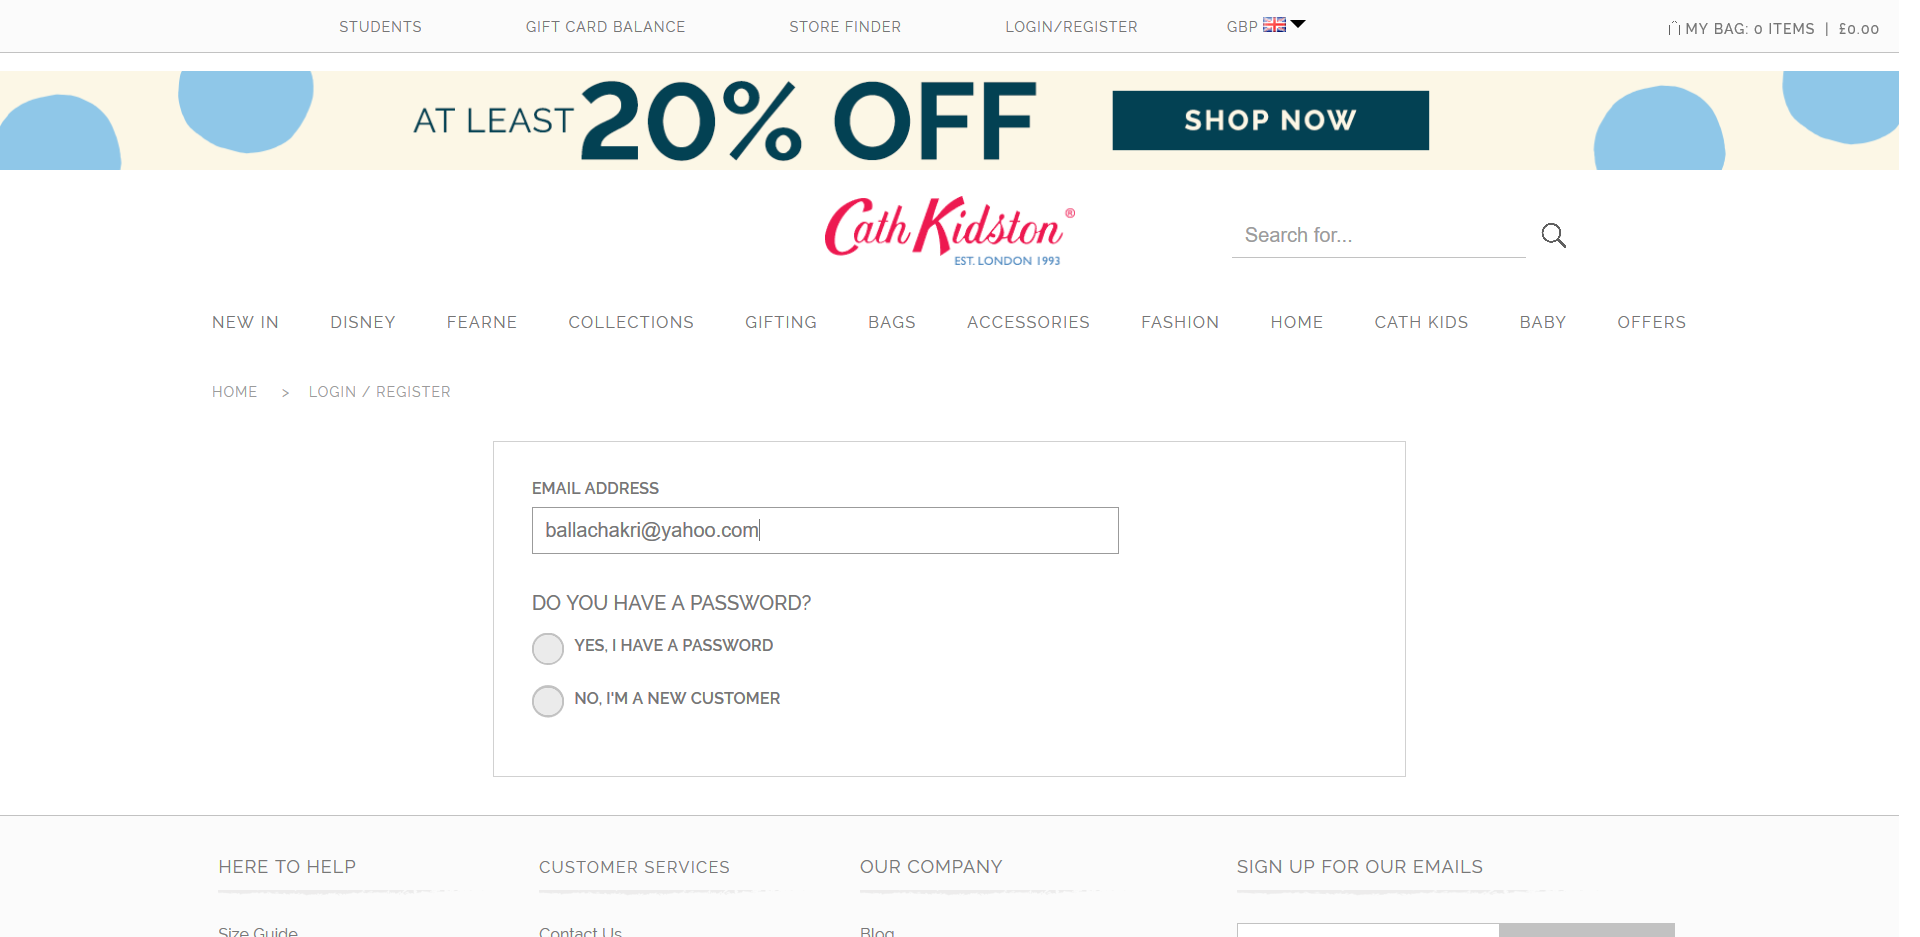 STUDENTS
GIFT CARD BALANCE
STORE FINDER
LOGIN/REGISTER
GBP
MY BAG: 0 ITEMS | £0.00
AT LEAST 20% OFF
SHOP NOW
Cath Kidston®
EST. LONDON 1993
Search for...
NEW IN
DISNEY
FEARNE
COLLECTIONS
GIFTING
BAGS
ACCESSORIES
FASHION
HOME
CATH KIDS
BABY
OFFERS
HOME > LOGIN / REGISTER
EMAIL ADDRESS
ballachakri@yahoo.com
DO YOU HAVE A PASSWORD?
YES, I HAVE A PASSWORD
NO, I'M A NEW CUSTOMER
HERE TO HELP
CUSTOMER SERVICES
OUR COMPANY
SIGN UP FOR OUR EMAILS
Size Guide
Contact Us
Blog